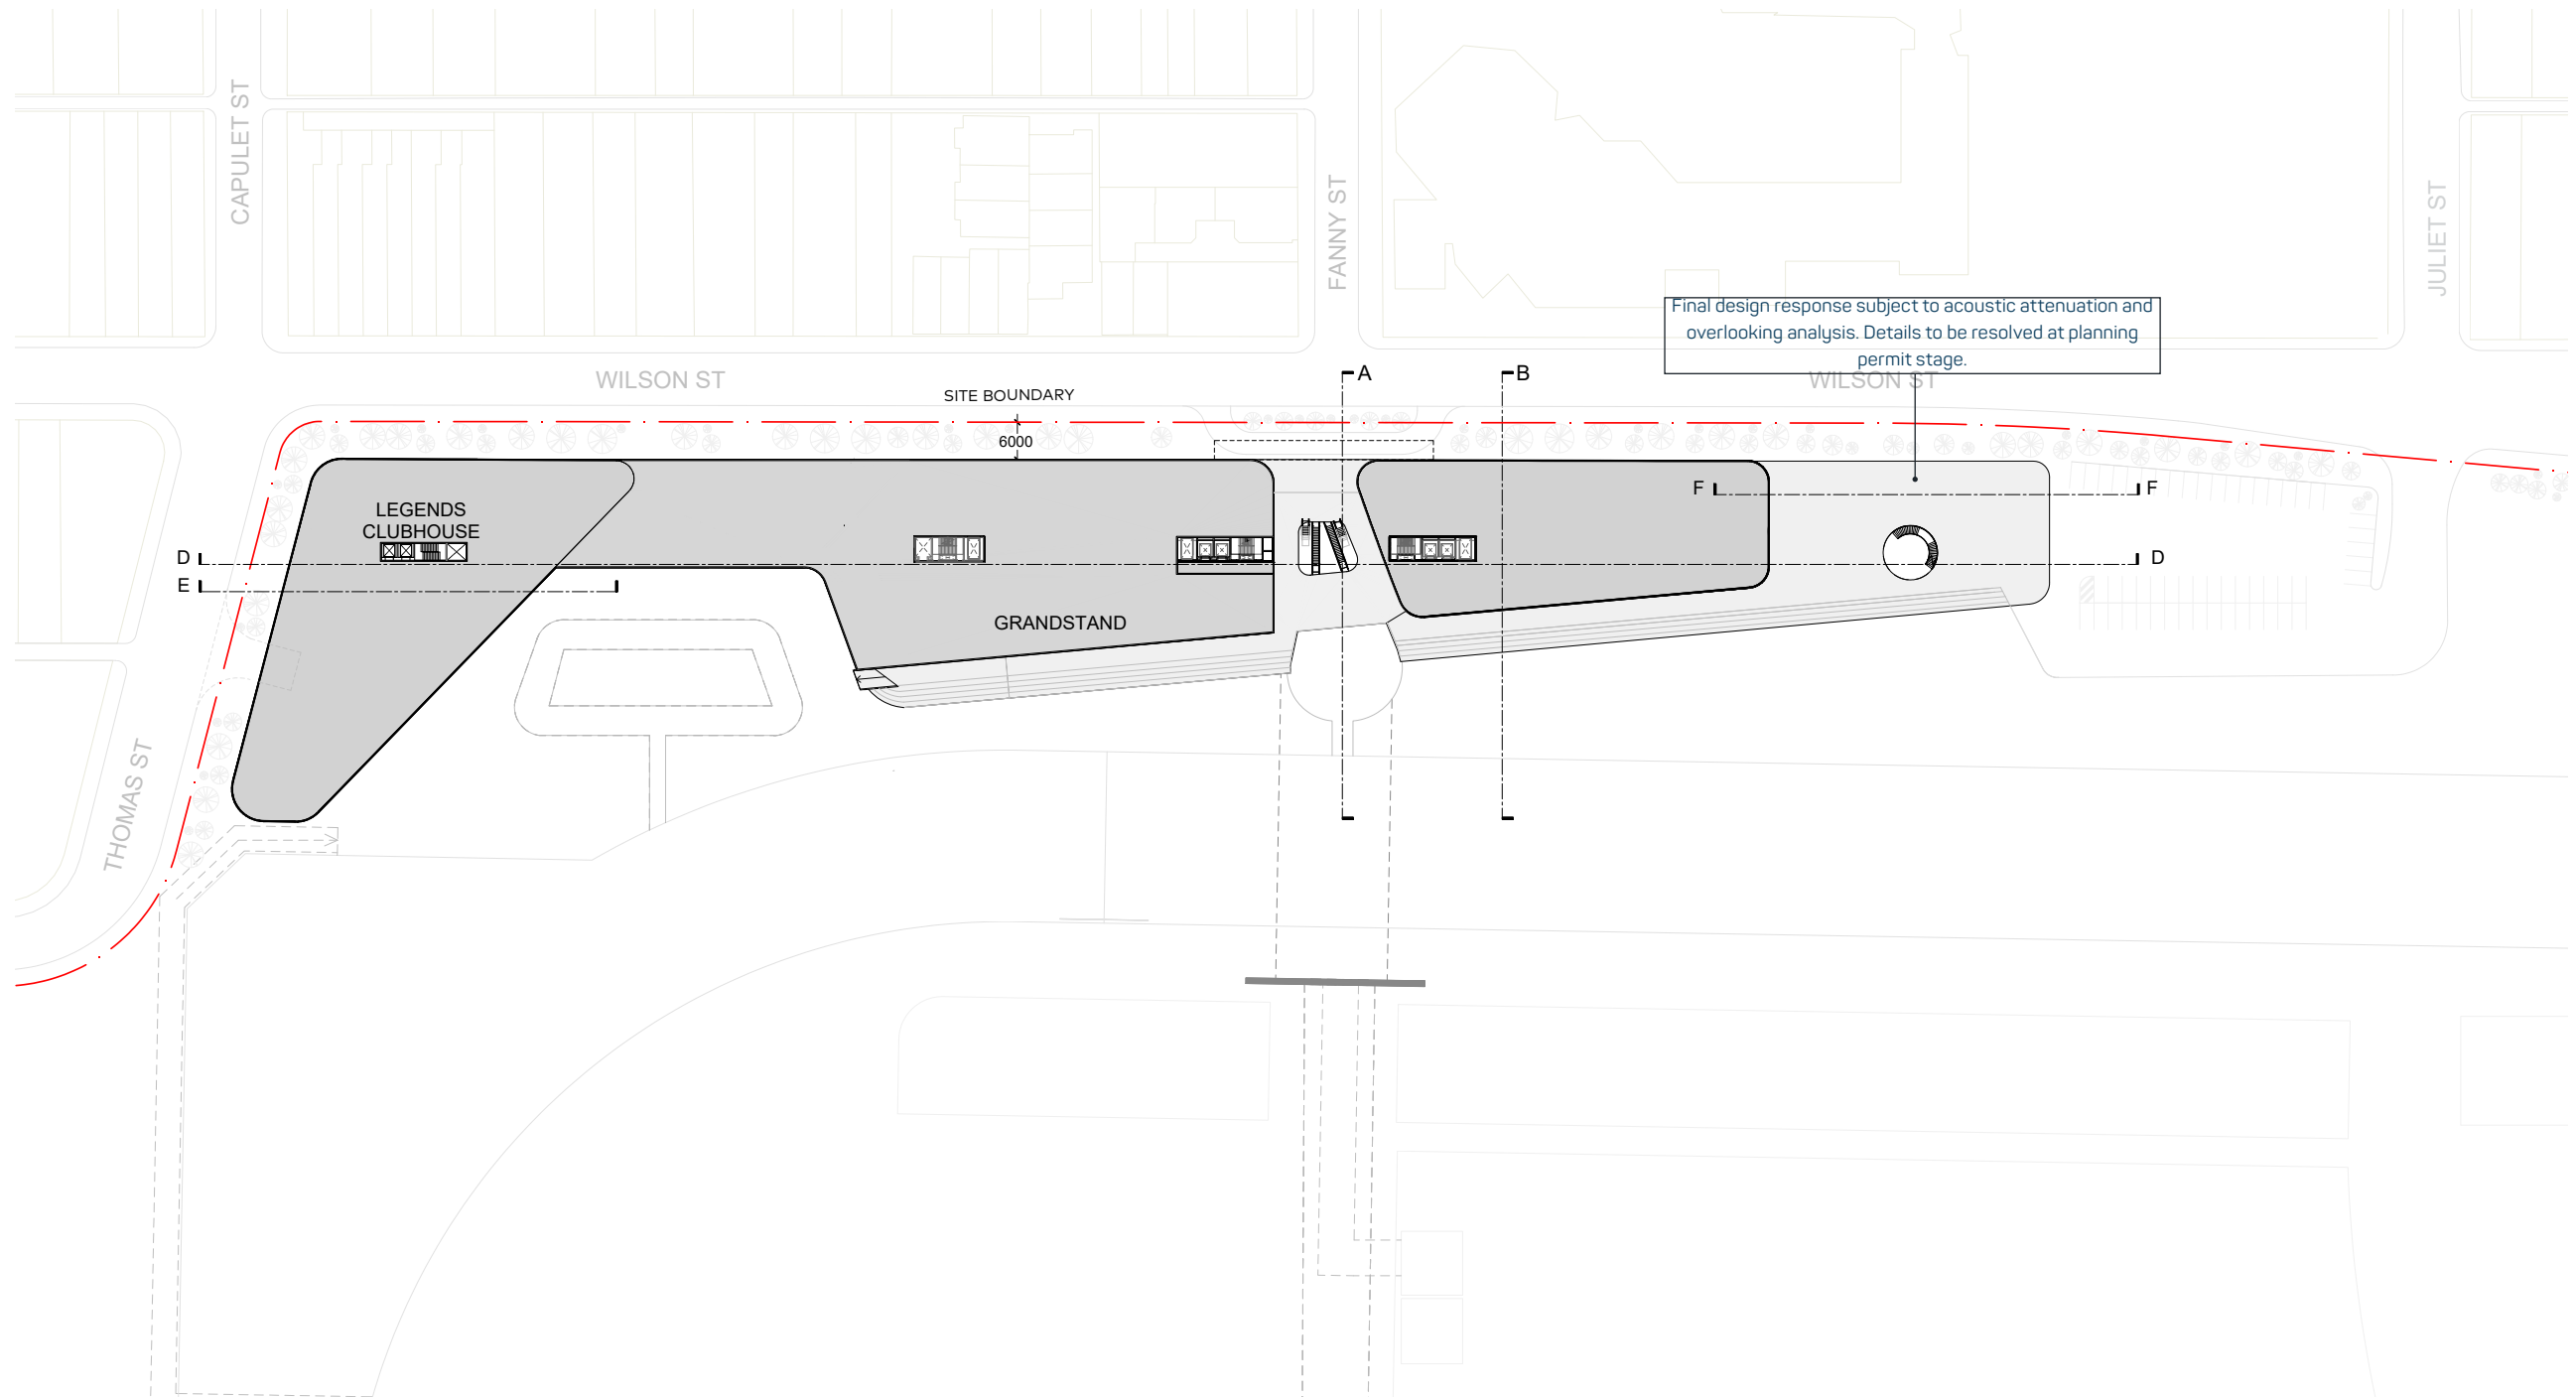 CAPULET ST
FANNY ST
JULIET ST
Final design response subject to acoustic attenuation and
overlooking analysis. Details to be resolved at planning
permit stage.
WILSON ST
A
B
WILSON ST
SITE BOUNDARY
6000
F
F
LEGENDS
CLUBHOUSE
D
D
E
GRANDSTAND
THOMAS ST